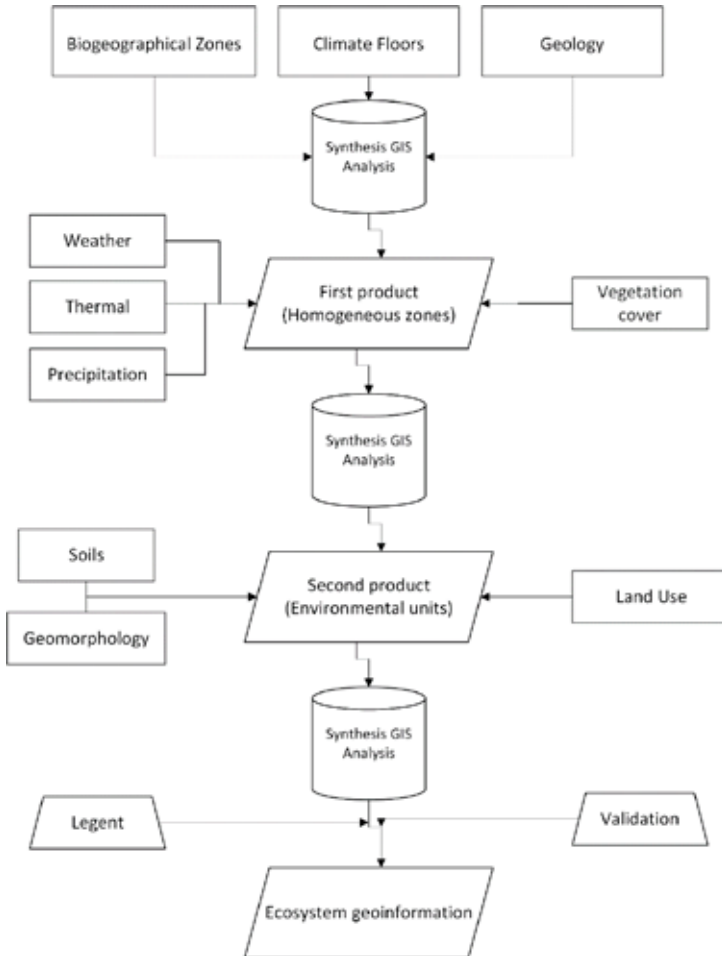 Biogeographical Zones
Climate Floors
Geology
Synthesis GIS
Analysis
Weather
Thermal
Precipitation
First product
(Homogeneous zones)
Vegetation
cover
Synthesis GIS
Analysis
Soils
Geomorphology
Second product
(Environmental units)
Land Use
Synthesis GIS
Analysis
Legent
Validation
Ecosystem geoinformation